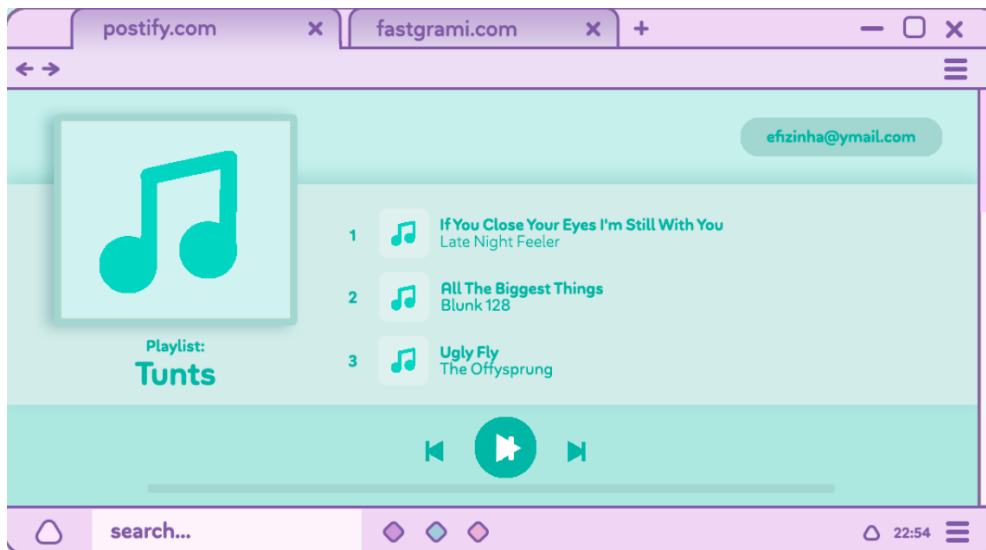 postify.com
fastgrami.com
efizinha@ymail.com
1
If You Close Your Eyes I'm Still With You
Late Night Feeler
2
All The Biggest Things
Blunk 128
3
Ugly Fly
The Offysprung
Playlist:
Tunts
search...
22:54